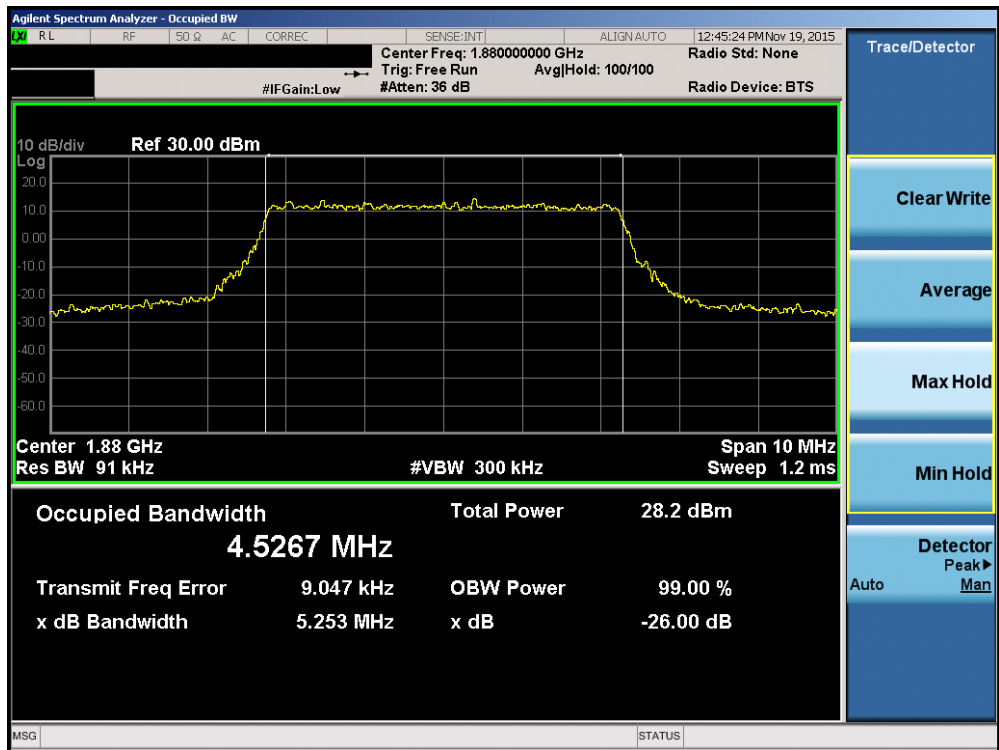 Agilent Spectrum Analyzer - Occupied BW
LXI RL RF 50 Ω AC CORREC SENSE:INT ALIGN AUTO 12:45:24 PM Nov 19, 2015
Center Freq: 1.880000000 GHz Radio Std: None
Trig: Free Run Avg|Hold: 100/100
#IFGain:Low #Atten: 36 dB Radio Device: BTS
10 dB/div Ref 30.00 dBm
Log
20.0
10.0
0.00
-10.0
-20.0
-30.0
-40.0
-50.0
-60.0
Center 1.88 GHz Span 10 MHz
Res BW 91 kHz #VBW 300 kHz Sweep 1.2 ms
Occupied Bandwidth Total Power 28.2 dBm
4.5267 MHz
Transmit Freq Error 9.047 kHz OBW Power 99.00 %
x dB Bandwidth 5.253 MHz x dB -26.00 dB
MSG STATUS
Trace/Detector
Clear Write
Average
Max Hold
Min Hold
Detector
Peak▶
Auto Man